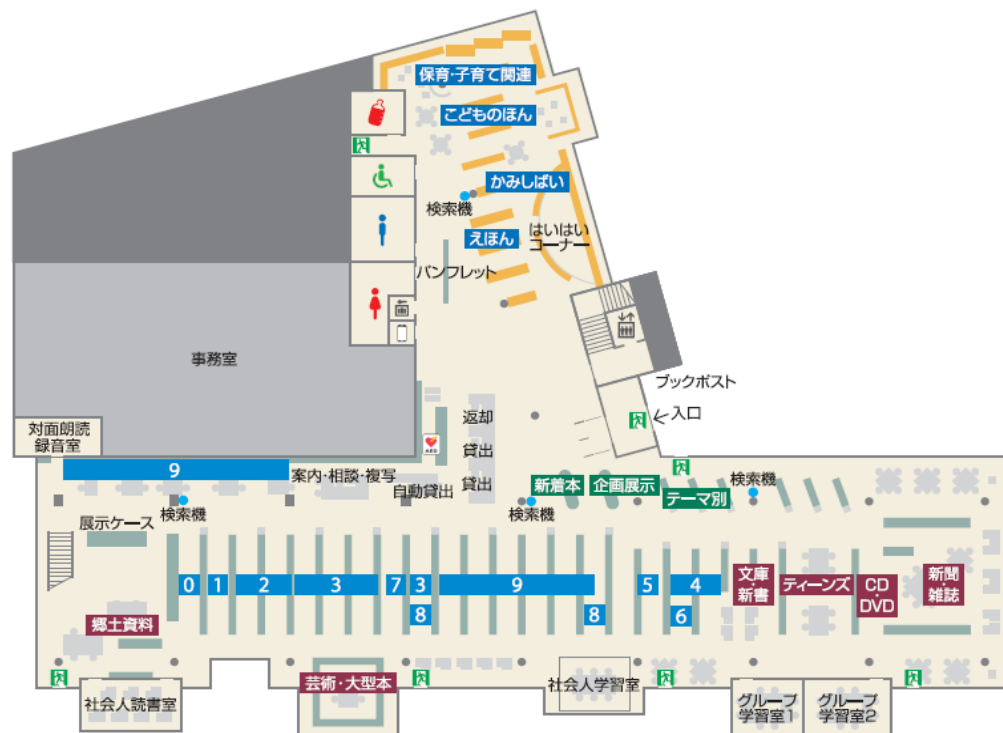 保育・子育て関連
こどものほん
かみしばい
検索機
えほん
はいはい
コーナー
パンフレット
事務室
ブックポスト
入口
対面朗読
録音室
返却
貸出
AED
9
案内・相談・複写
自動貸出
貸出
新着本
企画展示
テーマ別
検索機
検索機
検索機
展示ケース
0
1
2
3
7
3
9
5
4
8
8
6
文庫
・
新書
ティーンズ
CD
・
DVD
新聞
・
雑誌
郷土資料
芸術・大型本
社会人読書室
社会人学習室
グループ
学習室1
グループ
学習室2